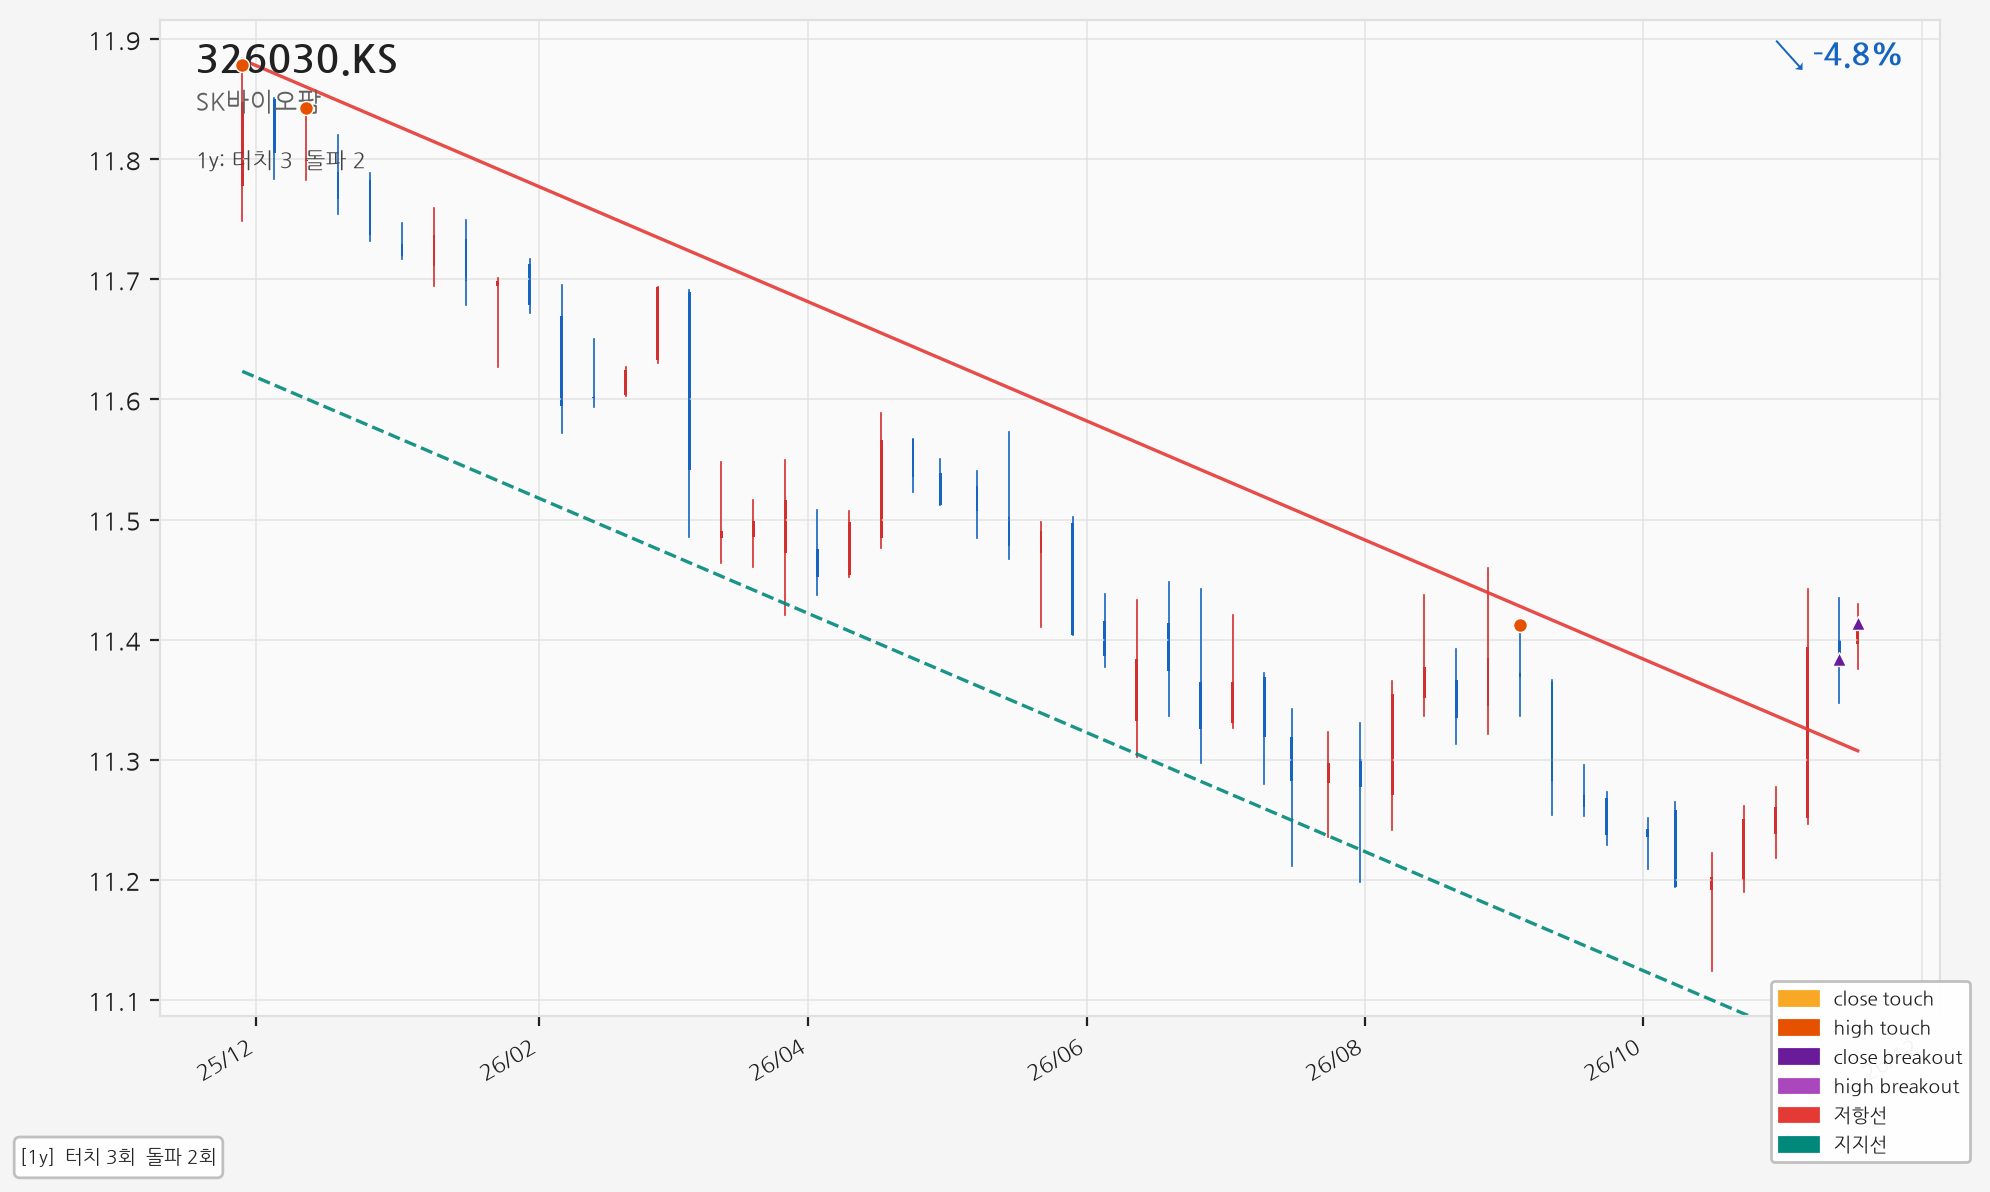 326030.KS
SK바이오팜
1y: 터치 3 돌파 2
↘ -4.8%
11.9
11.8
11.7
11.6
11.5
11.4
11.3
11.2
11.1
25/12
26/02
26/04
26/06
26/08
26/10
close touch
high touch
close breakout
high breakout
저항선
지지선
[1y] 터치 3회 돌파 2회